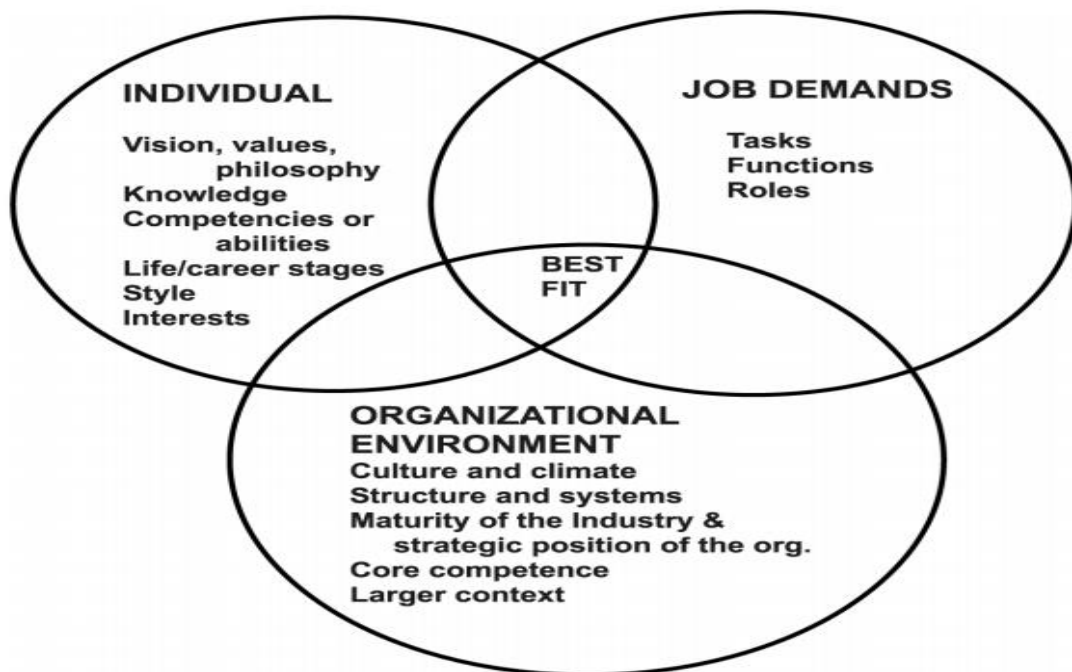 INDIVIDUAL
Vision, values,
philosophy
Knowledge
Competencies or
abilities
Life/career stages
Style
Interests
JOB DEMANDS
Tasks
Functions
Roles
BEST
FIT
ORGANIZATIONAL
ENVIRONMENT
Culture and climate
Structure and systems
Maturity of the Industry &
strategic position of the org.
Core competence
Larger context